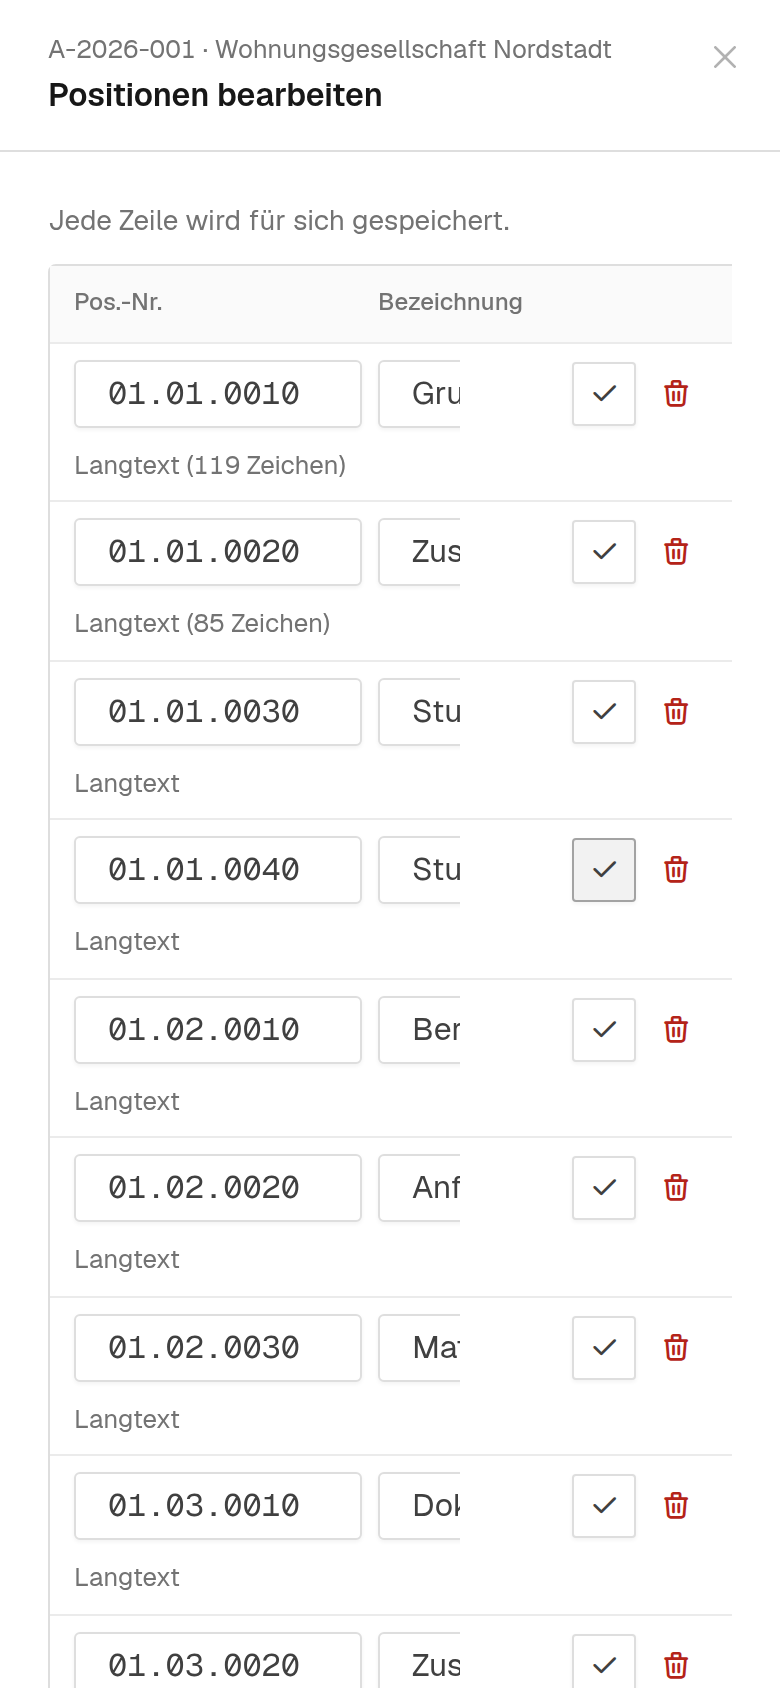 A-2026-001 · Wohnungsgesellschaft Nordstadt
Positionen bearbeiten
Jede Zeile wird für sich gespeichert.
Pos.-Nr. Bezeichnung
01.01.0010 Gru
Langtext (119 Zeichen)
01.01.0020 Zus
Langtext (85 Zeichen)
01.01.0030 Stu
Langtext
01.01.0040 Stu
Langtext
01.02.0010 Ber
Langtext
01.02.0020 Anf
Langtext
01.02.0030 Mat
Langtext
01.03.0010 Dok
Langtext
01.03.0020 Zus